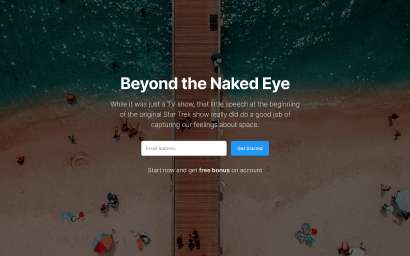 Beyond the Naked Eye
While it was just a TV show, that little speech at the beginning
of the original Star Trek show really did do a good job of
capturing our feelings about space.
Email address
Get Started
Start now and get free bonus on account